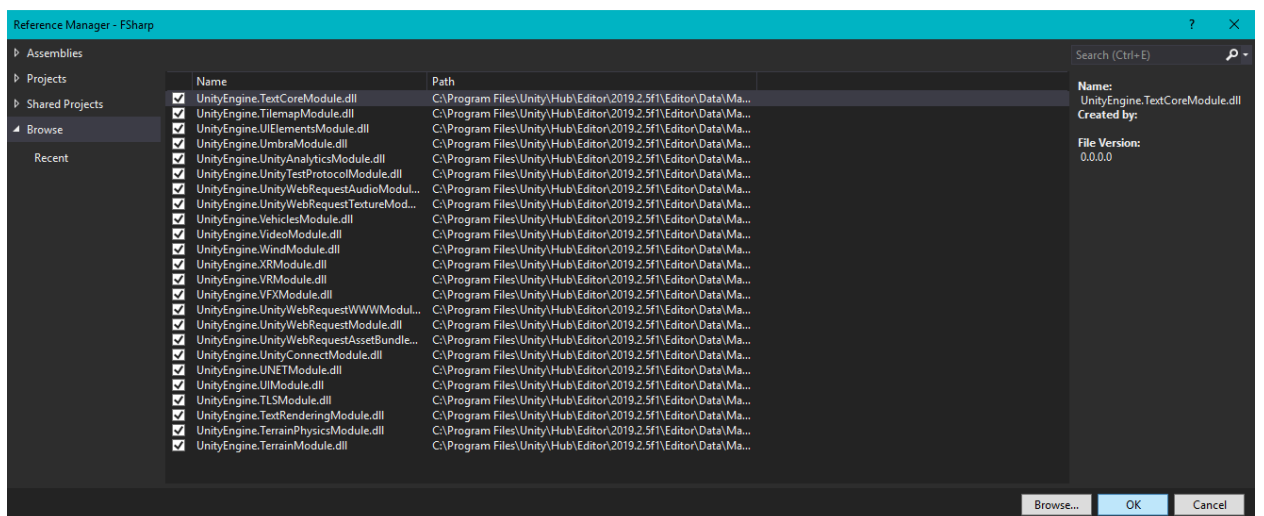 Reference Manager - FSharp
? ×
Assemblies
Projects
Shared Projects
Browse
Recent
Name Path
UnityEngine.TextCoreModule.dll C:\Program Files\Unity\Hub\Editor\2019.2.5f1\Editor\Data\Ma...
UnityEngine.TilemapModule.dll C:\Program Files\Unity\Hub\Editor\2019.2.5f1\Editor\Data\Ma...
UnityEngine.UIElementsModule.dll C:\Program Files\Unity\Hub\Editor\2019.2.5f1\Editor\Data\Ma...
UnityEngine.UmbraModule.dll C:\Program Files\Unity\Hub\Editor\2019.2.5f1\Editor\Data\Ma...
UnityEngine.UnityAnalyticsModule.dll C:\Program Files\Unity\Hub\Editor\2019.2.5f1\Editor\Data\Ma...
UnityEngine.UnityTestProtocolModule.dll C:\Program Files\Unity\Hub\Editor\2019.2.5f1\Editor\Data\Ma...
UnityEngine.UnityWebRequestAudioModul... C:\Program Files\Unity\Hub\Editor\2019.2.5f1\Editor\Data\Ma...
UnityEngine.UnityWebRequestTextureMod... C:\Program Files\Unity\Hub\Editor\2019.2.5f1\Editor\Data\Ma...
UnityEngine.VehiclesModule.dll C:\Program Files\Unity\Hub\Editor\2019.2.5f1\Editor\Data\Ma...
UnityEngine.VideoModule.dll C:\Program Files\Unity\Hub\Editor\2019.2.5f1\Editor\Data\Ma...
UnityEngine.WindModule.dll C:\Program Files\Unity\Hub\Editor\2019.2.5f1\Editor\Data\Ma...
UnityEngine.XRModule.dll C:\Program Files\Unity\Hub\Editor\2019.2.5f1\Editor\Data\Ma...
UnityEngine.VRModule.dll C:\Program Files\Unity\Hub\Editor\2019.2.5f1\Editor\Data\Ma...
UnityEngine.VFXModule.dll C:\Program Files\Unity\Hub\Editor\2019.2.5f1\Editor\Data\Ma...
UnityEngine.UnityWebRequestWWWModul... C:\Program Files\Unity\Hub\Editor\2019.2.5f1\Editor\Data\Ma...
UnityEngine.UnityWebRequestModule.dll C:\Program Files\Unity\Hub\Editor\2019.2.5f1\Editor\Data\Ma...
UnityEngine.UnityWebRequestAssetBundle... C:\Program Files\Unity\Hub\Editor\2019.2.5f1\Editor\Data\Ma...
UnityEngine.UnityConnectModule.dll C:\Program Files\Unity\Hub\Editor\2019.2.5f1\Editor\Data\Ma...
UnityEngine.UNETModule.dll C:\Program Files\Unity\Hub\Editor\2019.2.5f1\Editor\Data\Ma...
UnityEngine.UIModule.dll C:\Program Files\Unity\Hub\Editor\2019.2.5f1\Editor\Data\Ma...
UnityEngine.TLSModule.dll C:\Program Files\Unity\Hub\Editor\2019.2.5f1\Editor\Data\Ma...
UnityEngine.TextRenderingModule.dll C:\Program Files\Unity\Hub\Editor\2019.2.5f1\Editor\Data\Ma...
UnityEngine.TerrainPhysicsModule.dll C:\Program Files\Unity\Hub\Editor\2019.2.5f1\Editor\Data\Ma...
UnityEngine.TerrainModule.dll C:\Program Files\Unity\Hub\Editor\2019.2.5f1\Editor\Data\Ma...
Search (Ctrl+E)
Name:
UnityEngine.TextCoreModule.dll
Created by:
File Version:
0.0.0.0
Browse... OK Cancel